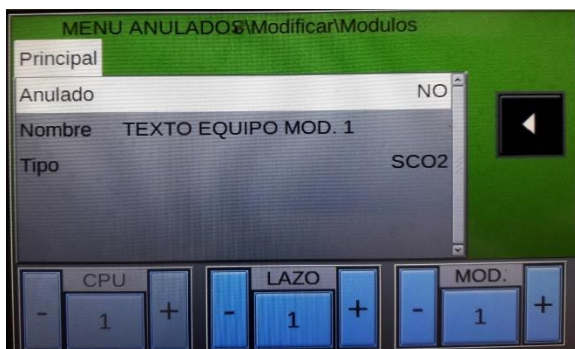 MENU ANULADOS\Modificar\Modulos
Principal
Anulado NO
Nombre TEXTO EQUIPO MOD. 1
Tipo SCO2
CPU LAZO MOD.
- 1 + - 1 + - 1 +